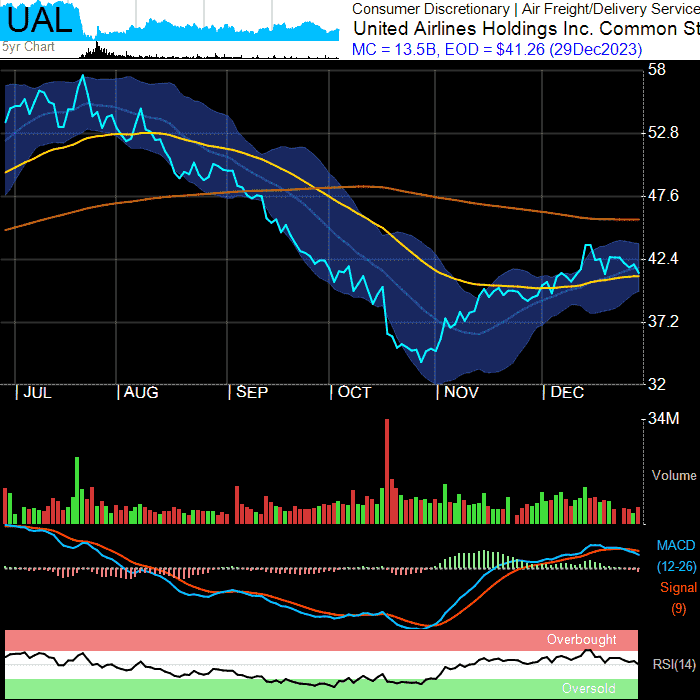 UAL
5yr Chart
Consumer Discretionary | Air Freight/Delivery Service
United Airlines Holdings Inc. Common St
MC = 13.5B, EOD = $41.26 (29Dec2023)
58
52.8
47.6
42.4
37.2
32
JUL AUG SEP OCT NOV DEC
34M
Volume
MACD
(12-26)
Signal
(9)
Overbought
RSI(14)
Oversold